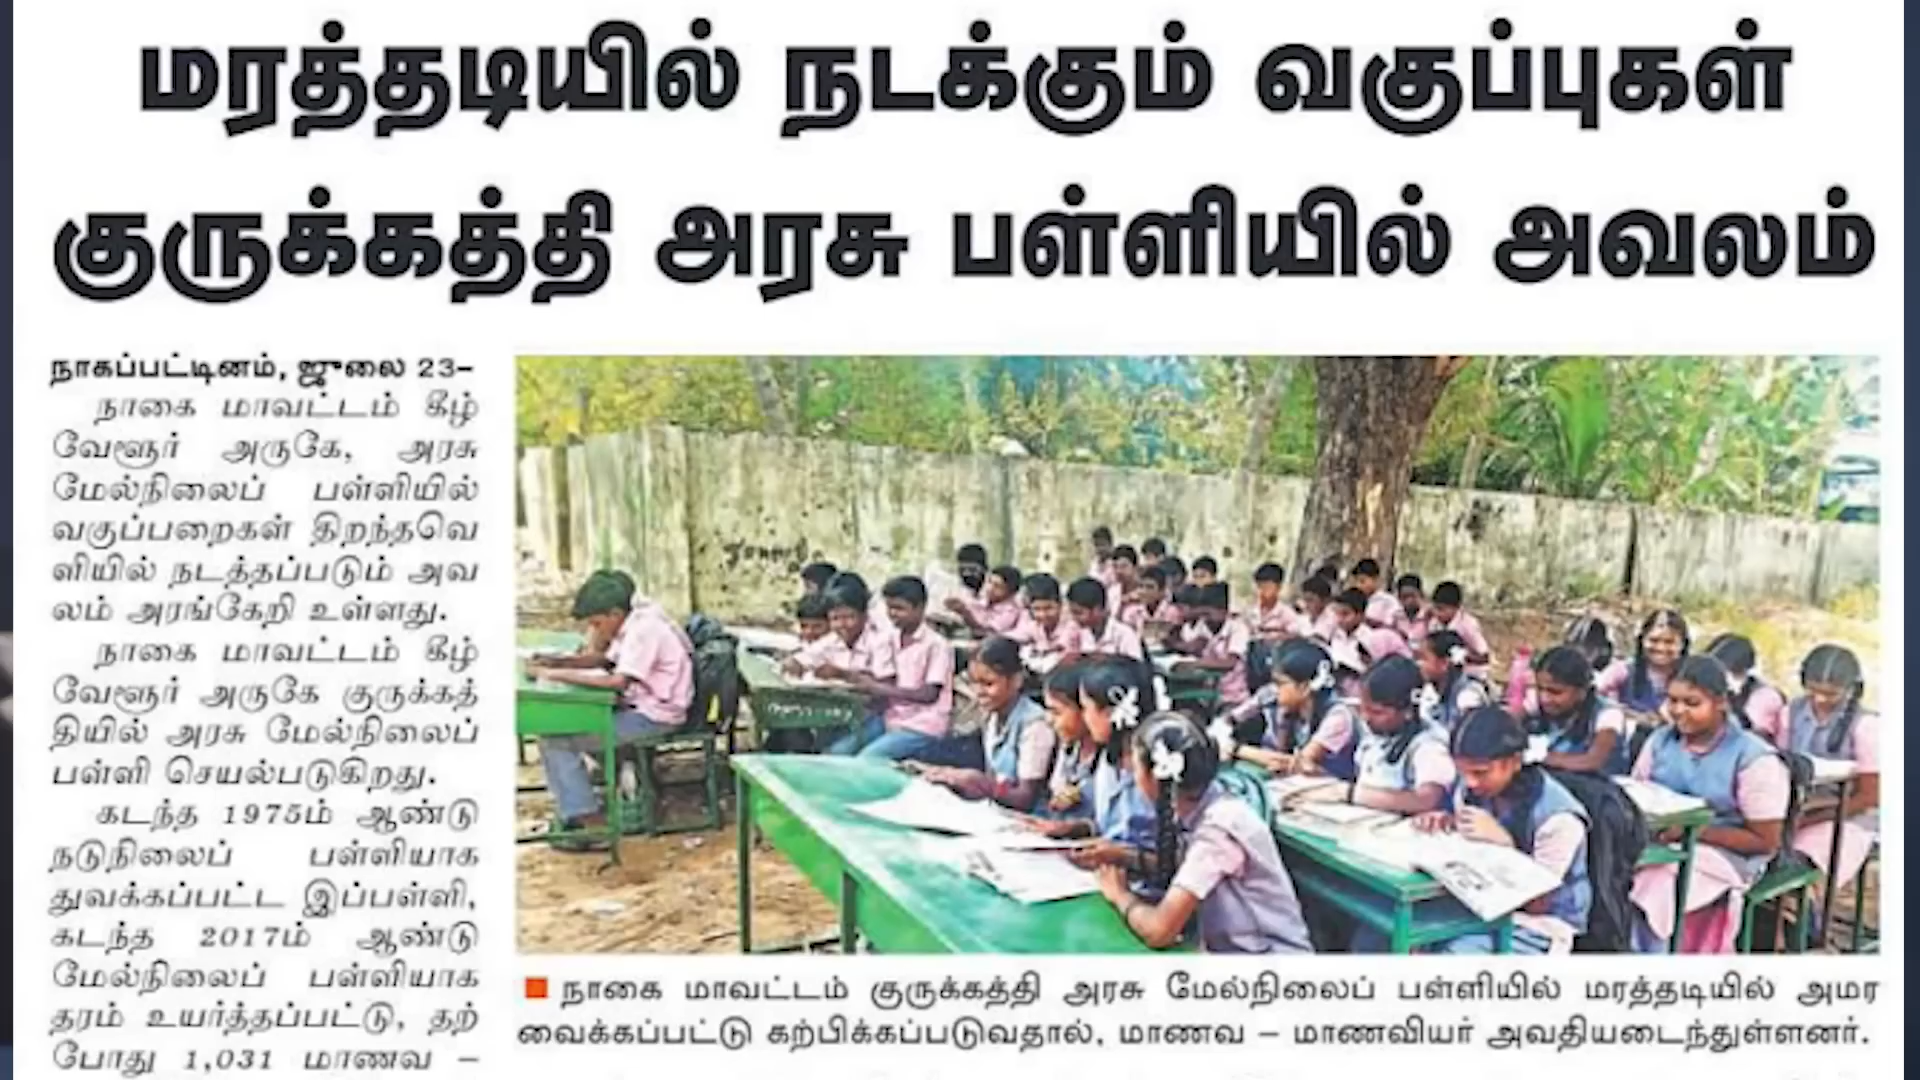 மரத்தடியில் நடக்கும் வகுப்புகள்
குருக்கத்தி அரசு பள்ளியில் அவலம்
நாகப்பட்டினம், ஜுலை 23–
நாகை மாவட்டம் கீழ்
வேளூர் அருகே, அரசு
மேல்நிலைப் பள்ளியில்
வகுப்பறைகள் திறந்தவெ
ளியில் நடத்தப்படும் அவ
லம் அரங்கேறி உள்ளது.
நாகை மாவட்டம் கீழ்
வேளூர் அருகே குருக்கத்
தியில் அரசு மேல்நிலைப்
பள்ளி செயல்படுகிறது.
கடந்த 1975ம் ஆண்டு
நடுநிலைப் பள்ளியாக
துவக்கப்பட்ட இப்பள்ளி,
கடந்த 2017ம் ஆண்டு
மேல்நிலைப் பள்ளியாக
தரம் உயர்த்தப்பட்டு, தற்
போது 1,031 மாணவ –
நாகை மாவட்டம் குருக்கத்தி அரசு மேல்நிலைப் பள்ளியில் மரத்தடியில் அமர
வைக்கப்பட்டு கற்பிக்கப்படுவதால், மாணவ – மாணவியர் அவதியடைந்துள்ளனர்.